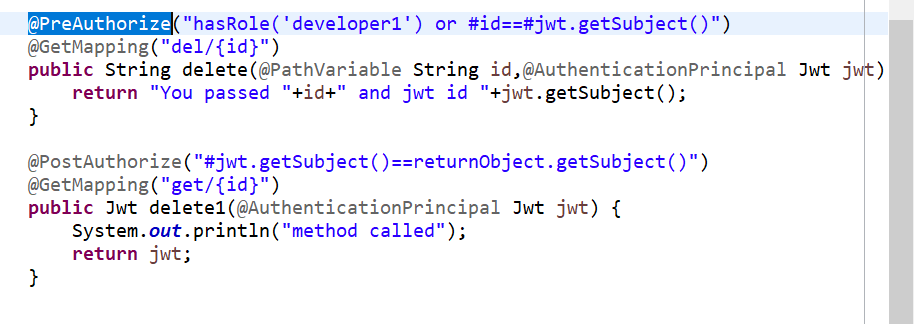 @PreAuthorize("hasRole('developer1') or #id==#jwt.getSubject()")
@GetMapping("del/{id}")
public String delete(@PathVariable String id,@AuthenticationPrincipal Jwt jwt)
return "You passed "+id+" and jwt id "+jwt.getSubject();
}
@PostAuthorize("#jwt.getSubject()==returnObject.getSubject()")
@GetMapping("get/{id}")
public Jwt delete1(@AuthenticationPrincipal Jwt jwt) {
System.out.println("method called");
return jwt;
}